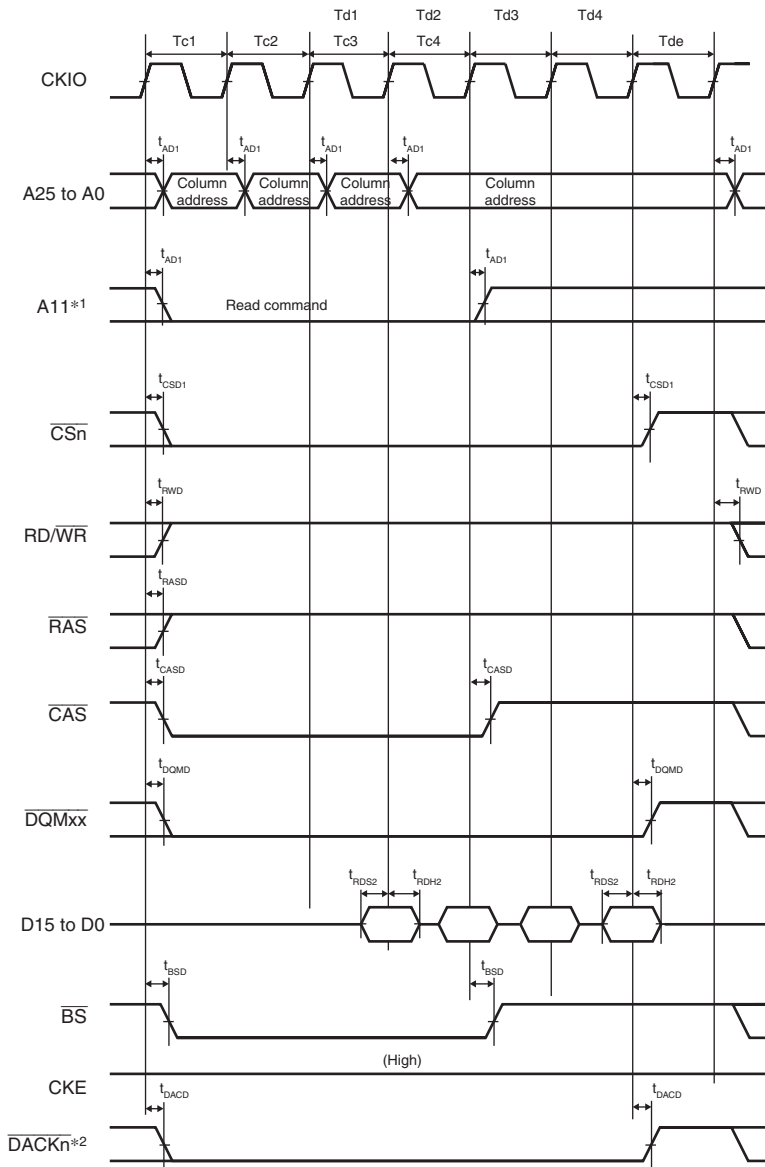 Td1 Td2 Td3 Td4
Tc1 Tc2 Tc3 Tc4 Tde
CKIO
tAD1 tAD1 tAD1 tAD1 tAD1
A25 to A0 Column address Column address Column address Column address
tAD1 tAD1
A11*1 Read command
tCSD1 tCSD1
CSn
tRWD tRWD
RD/WR
tRASD
RAS
tCASD tCASD
CAS
tDQMD tDQMD
DQMxx
tRDS2 tRDH2 tRDS2 tRDH2
D15 to D0
tBSD tBSD
BS
(High)
CKE
tDACD tDACD
DACKn*2